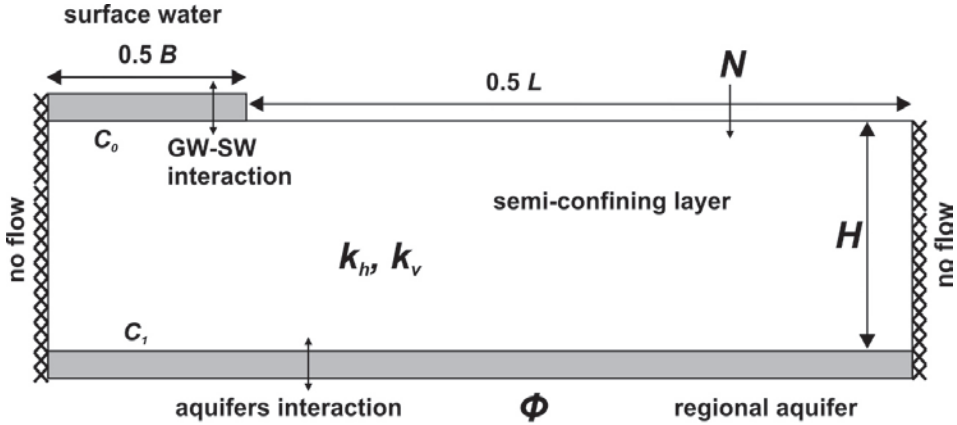 surface water
0.5 B
0.5 L
N
C₀
GW-SW
interaction
semi-confining layer
H
no flow
no flow
kₕ, kᵥ
C₁
aquifers interaction
Φ
regional aquifer